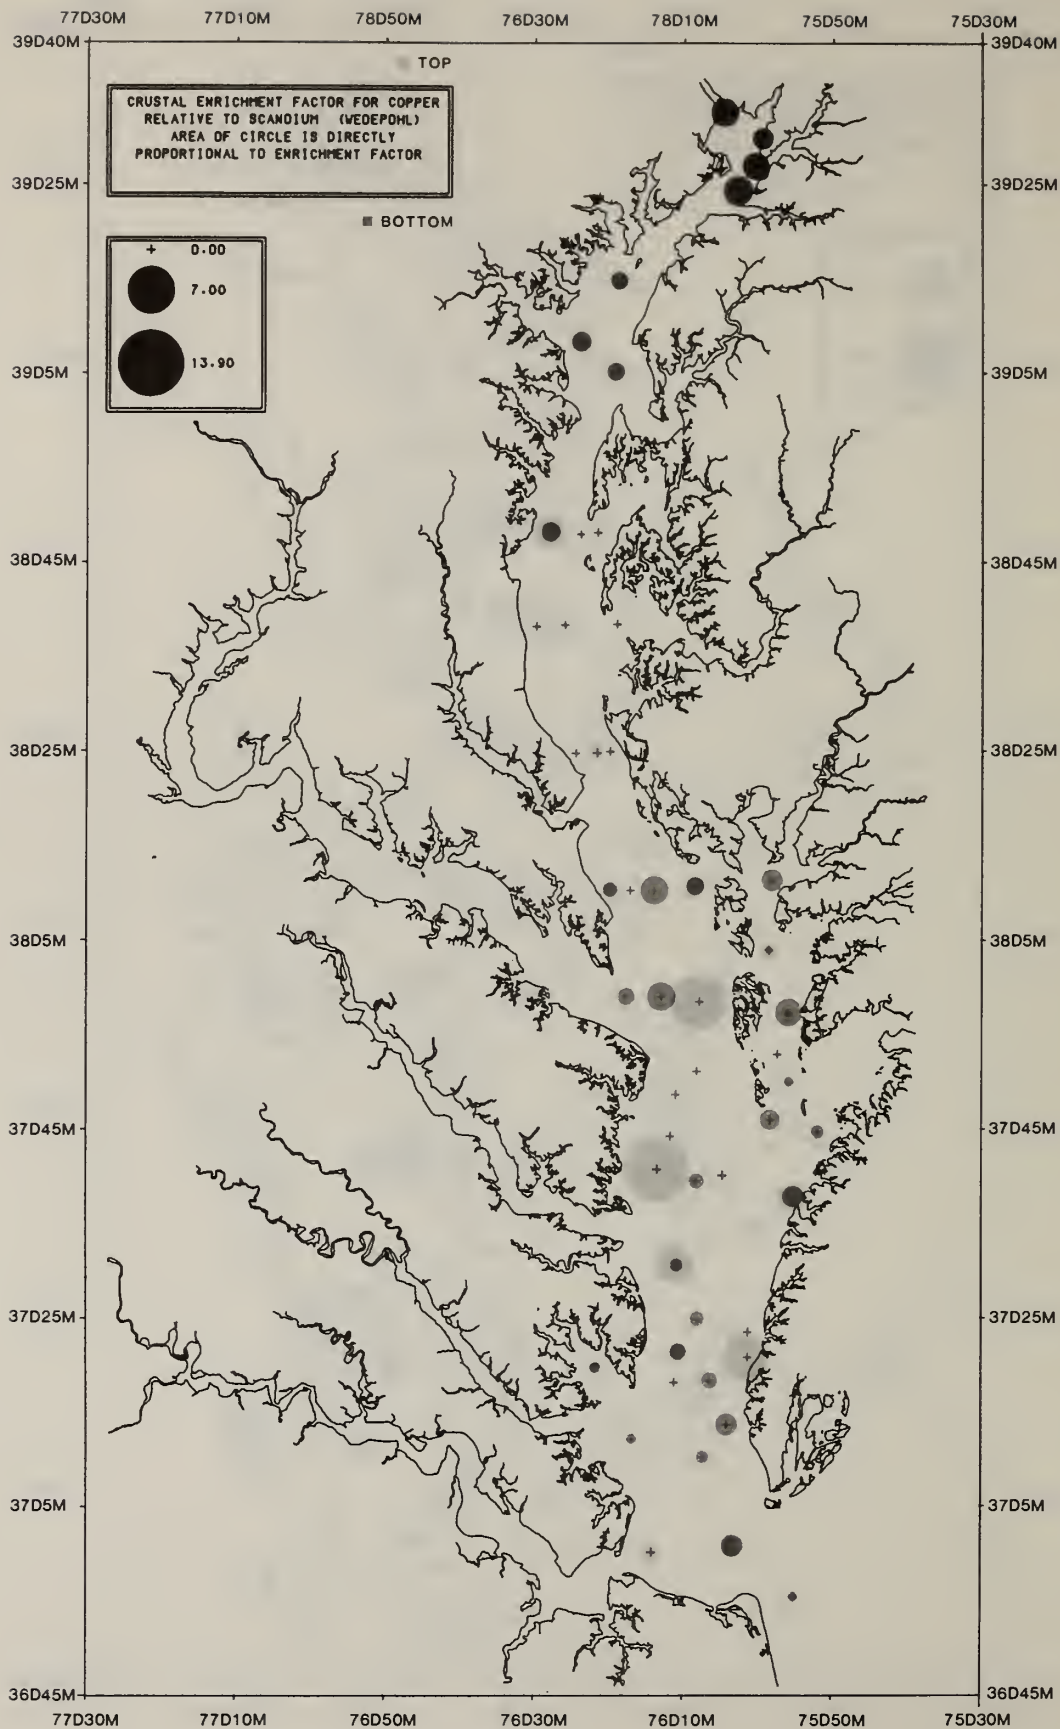 77D30M 77D10M 78D50M 76D30M 78D10M 75D50M 75D30M
39D40M 39D40M
TOP
CRUSTAL ENRICHMENT FACTOR FOR COPPER
RELATIVE TO SCANDIUM (WEDEPOHL)
AREA OF CIRCLE IS DIRECTLY
PROPORTIONAL TO ENRICHMENT FACTOR
39D25M 39D25M
BOTTOM
+ 0.00
7.00
13.90
39D5M 39D5M
38D45M 38D45M
38D25M 38D25M
38D5M 38D5M
37D45M 37D45M
37D25M 37D25M
37D5M 37D5M
36D45M 36D45M
77D30M 77D10M 76D50M 76D30M 76D10M 75D50M 75D30M